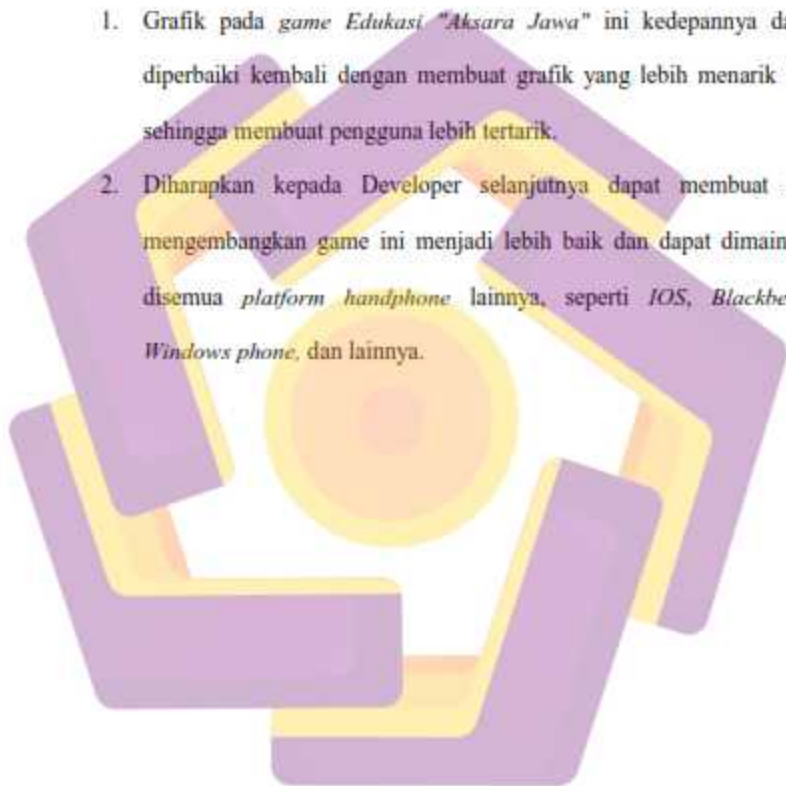 1. Grafik pada game Edukasi "Aksara Jawa" ini kedepannya da
diperbaiki kembali dengan membuat grafik yang lebih menarik
sehingga membuat pengguna lebih tertarik.
2. Diharapkan kepada Developer selanjutnya dapat membuat
mengembangkan game ini menjadi lebih baik dan dapat dimain
disemua platform handphone lainnya, seperti IOS, Blackbe
Windows phone, dan lainnya.